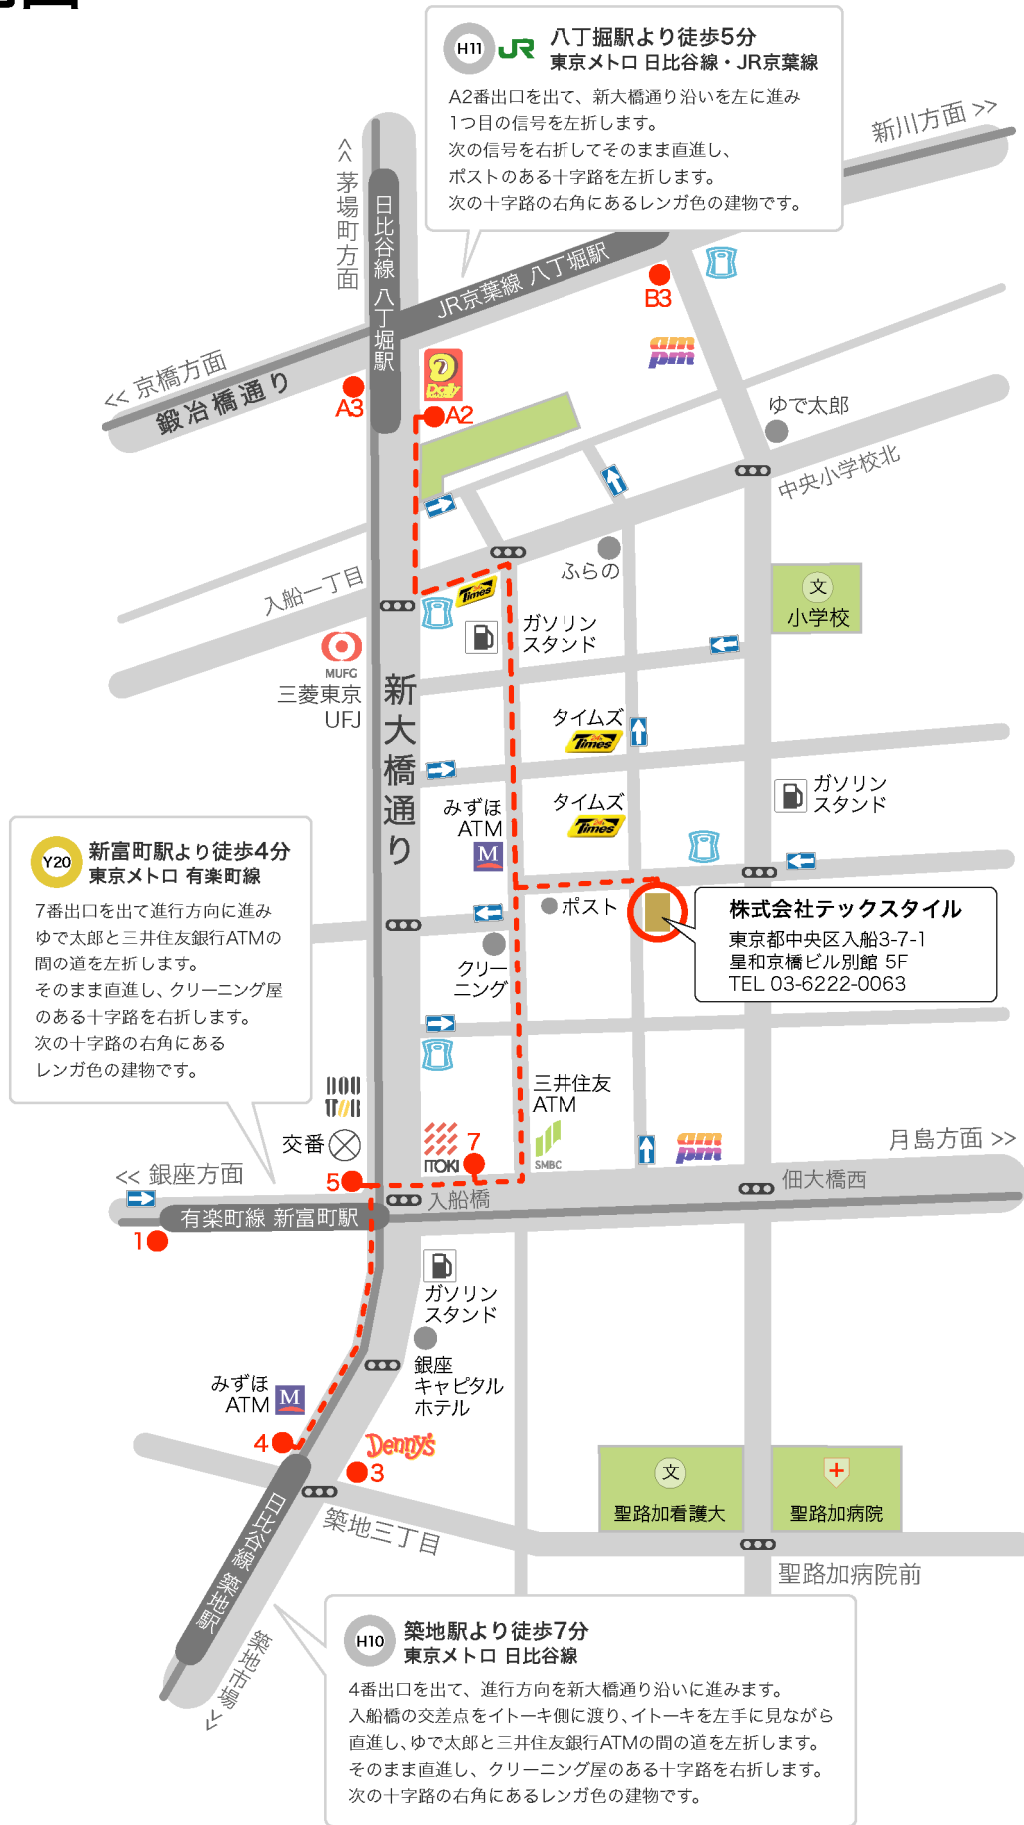 H11 JR 八丁掘駅より徒歩5分
東京メトロ 日比谷線・JR京葉線
A2番出口を出て、新大橋通り沿いを左に進み
1つ目の信号を左折します。
次の信号を右折してそのまま直進し、
ポストのある十字路を左折します。
次の十字路の右角にあるレンガ色の建物です。
新川方面 >>
<< 茅場町方面
日比谷線 八丁堀駅
JR京葉線 八丁堀駅
B3
am
pm
<< 京橋方面
鍛冶橋通り
A3
Daily
A2
ゆで太郎
中央小学校北
入船一丁目
Times
ふらの
文
小学校
ガソリン
スタンド
MUFG
三菱東京
UFJ
新大橋通り
タイムズ
Times
ガソリン
スタンド
みずほ
ATM
M
タイムズ
Times
Y20 新富町駅より徒歩4分
東京メトロ 有楽町線
7番出口を出て進行方向に進み
ゆで太郎と三井住友銀行ATMの
間の道を左折します。
そのまま直進し、クリーニング屋
のある十字路を右折します。
次の十字路の右角にある
レンガ色の建物です。
ポスト
株式会社テックスタイル
東京都中央区入船3-7-1
星和京橋ビル別館 5F
TEL 03-6222-0063
クリー
ニング
DOU
TOR
三井住友
ATM
SMBC
交番
ITOKI
7
am
pm
月島方面 >>
<< 銀座方面
5
入船橋
佃大橋西
有楽町線 新富町駅
1
ガソリン
スタンド
銀座
キャピタル
ホテル
みずほ
ATM
M
4
Denny's
3
築地三丁目
日比谷線 築地駅
文
聖路加看護大
聖路加病院
聖路加病院前
築地市場 >>
H10 築地駅より徒歩7分
東京メトロ 日比谷線
4番出口を出て、進行方向を新大橋通り沿いに進みます。
入船橋の交差点をイトーキ側に渡り、イトーキを左手に見ながら
直進し、ゆで太郎と三井住友銀行ATMの間の道を左折します。
そのまま直進し、クリーニング屋のある十字路を右折します。
次の十字路の右角にあるレンガ色の建物です。